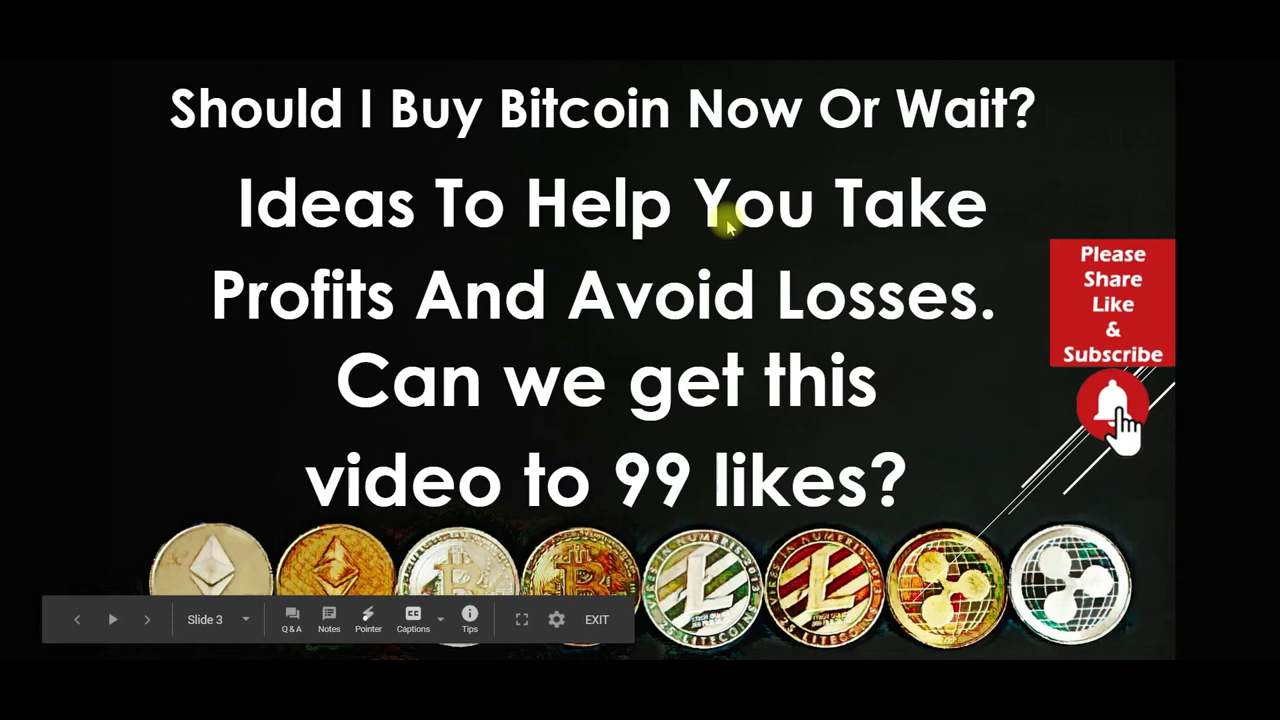 Should I Buy Bitcoin Now Or Wait?
Ideas To Help You Take
Profits And Avoid Losses.
Can we get this
video to 99 likes?
Please
Share
Like
&
Subscribe
Slide 3
Q & A
Notes
Pointer
Captions
Tips
EXIT